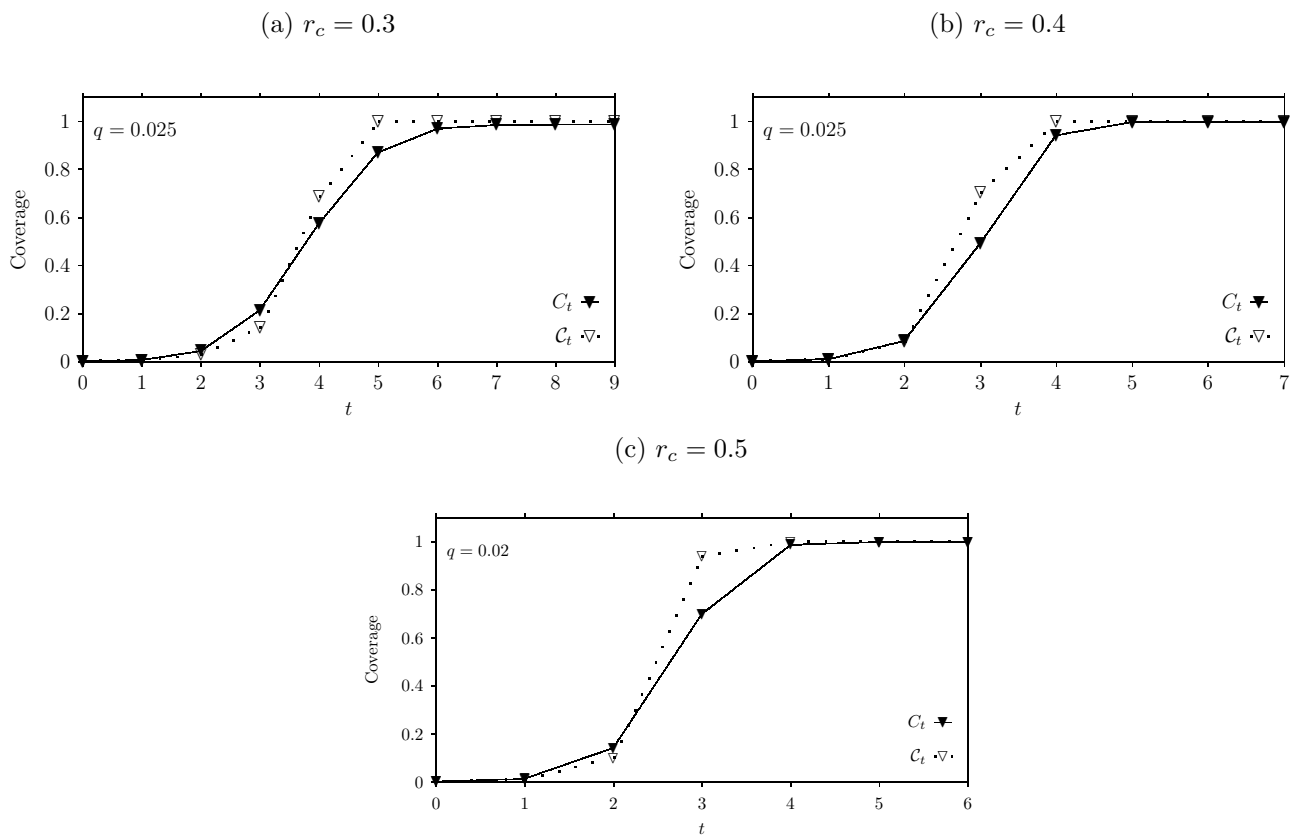 (a) r_c = 0.3
1
0.8
0.6
0.4
0.2
0
Coverage
q = 0.025
C_t
𝒞_t
0 1 2 3 4 5 6 7 8 9
t
(b) r_c = 0.4
1
0.8
0.6
0.4
0.2
0
Coverage
q = 0.025
C_t
𝒞_t
0 1 2 3 4 5 6 7
t
(c) r_c = 0.5
1
0.8
0.6
0.4
0.2
0
Coverage
q = 0.02
C_t
𝒞_t
0 1 2 3 4 5 6
t